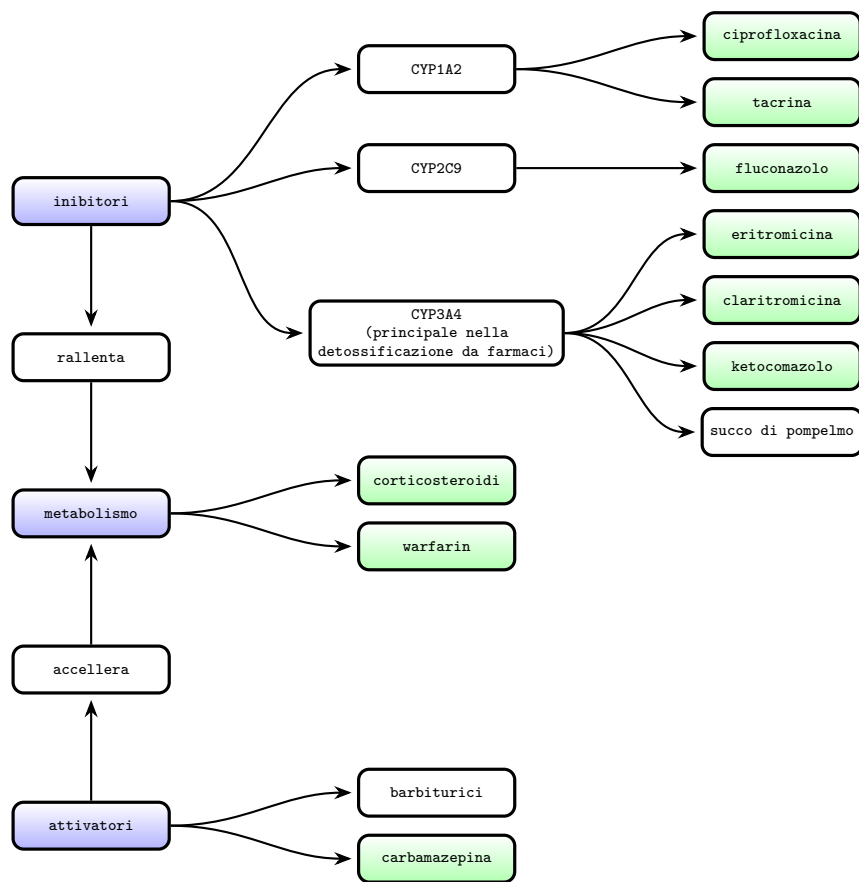 ciprofloxacina
CYP1A2
tacrina
CYP2C9
fluconazolo
inibitori
eritromicina
claritromicina
CYP3A4
(principale nella
detossificazione da farmaci)
rallenta
ketocomazolo
succo di pompelmo
corticosteroidi
metabolismo
warfarin
accellera
barbiturici
attivatori
carbamazepina